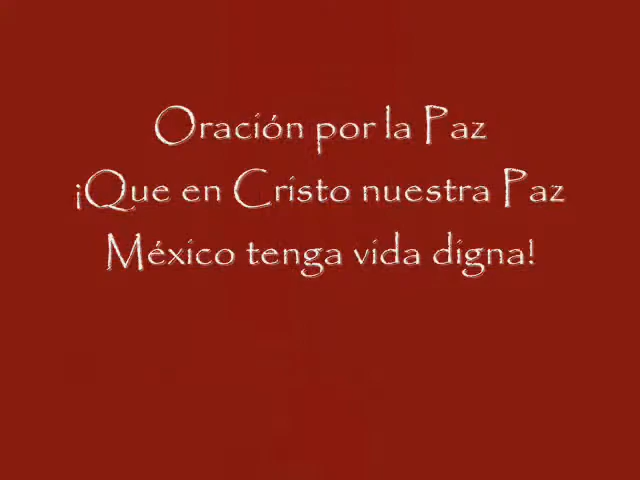 Oración por la Paz
¡Que en Cristo nuestra Paz
México tenga vida digna!